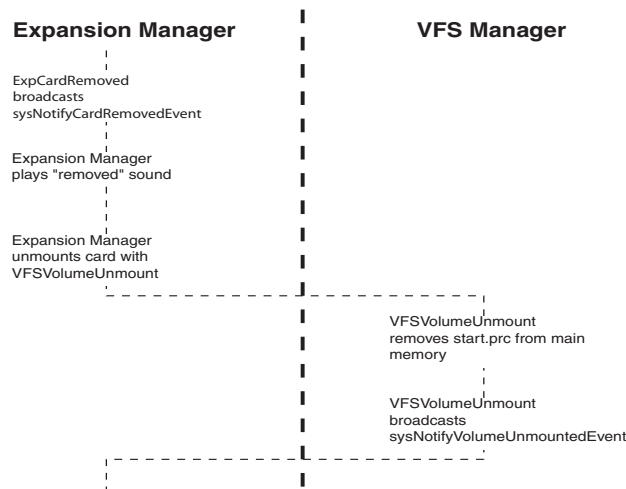 Expansion Manager
VFS Manager
ExpCardRemoved
broadcasts
sysNotifyCardRemovedEvent
Expansion Manager
plays "removed" sound
Expansion Manager
unmounts card with
VFSVolumeUnmount
VFSVolumeUnmount
removes start.prc from main
memory
VFSVolumeUnmount
broadcasts
sysNotifyVolumeUnmountedEvent